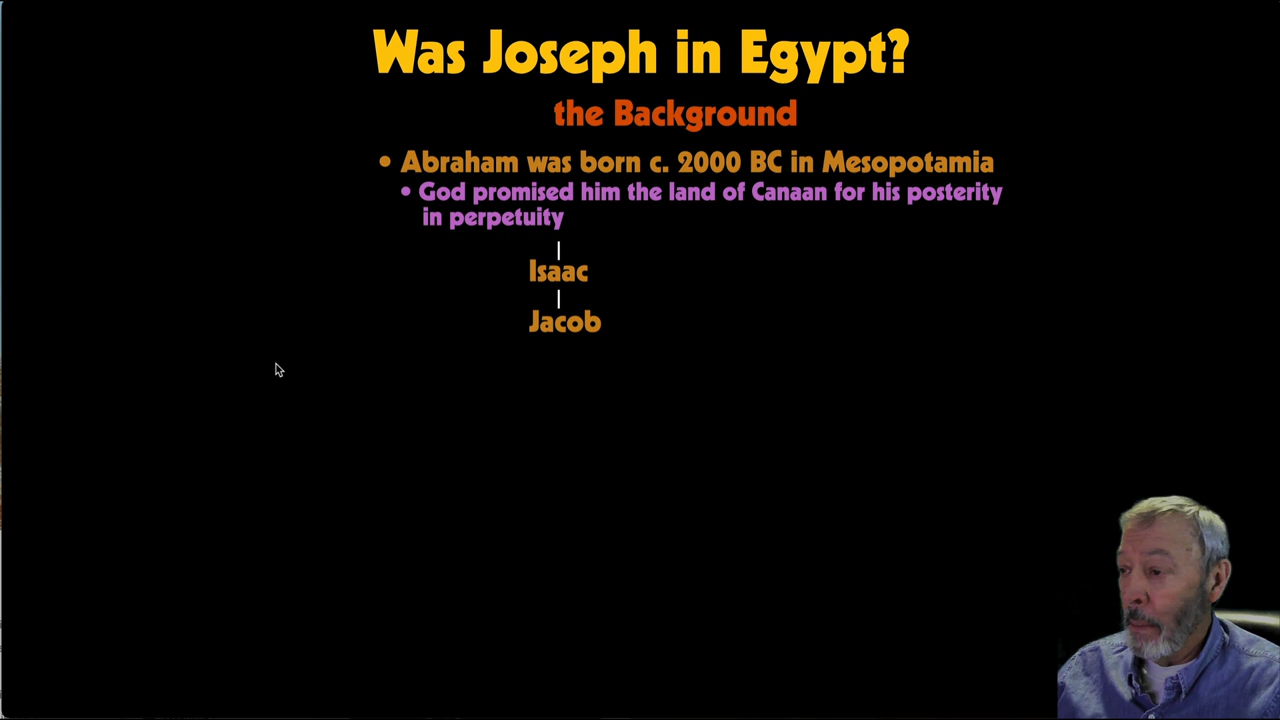 Was Joseph in Egypt?
the Background
• Abraham was born c. 2000 BC in Mesopotamia
• God promised him the land of Canaan for his posterity
in perpetuity
Isaac
Jacob